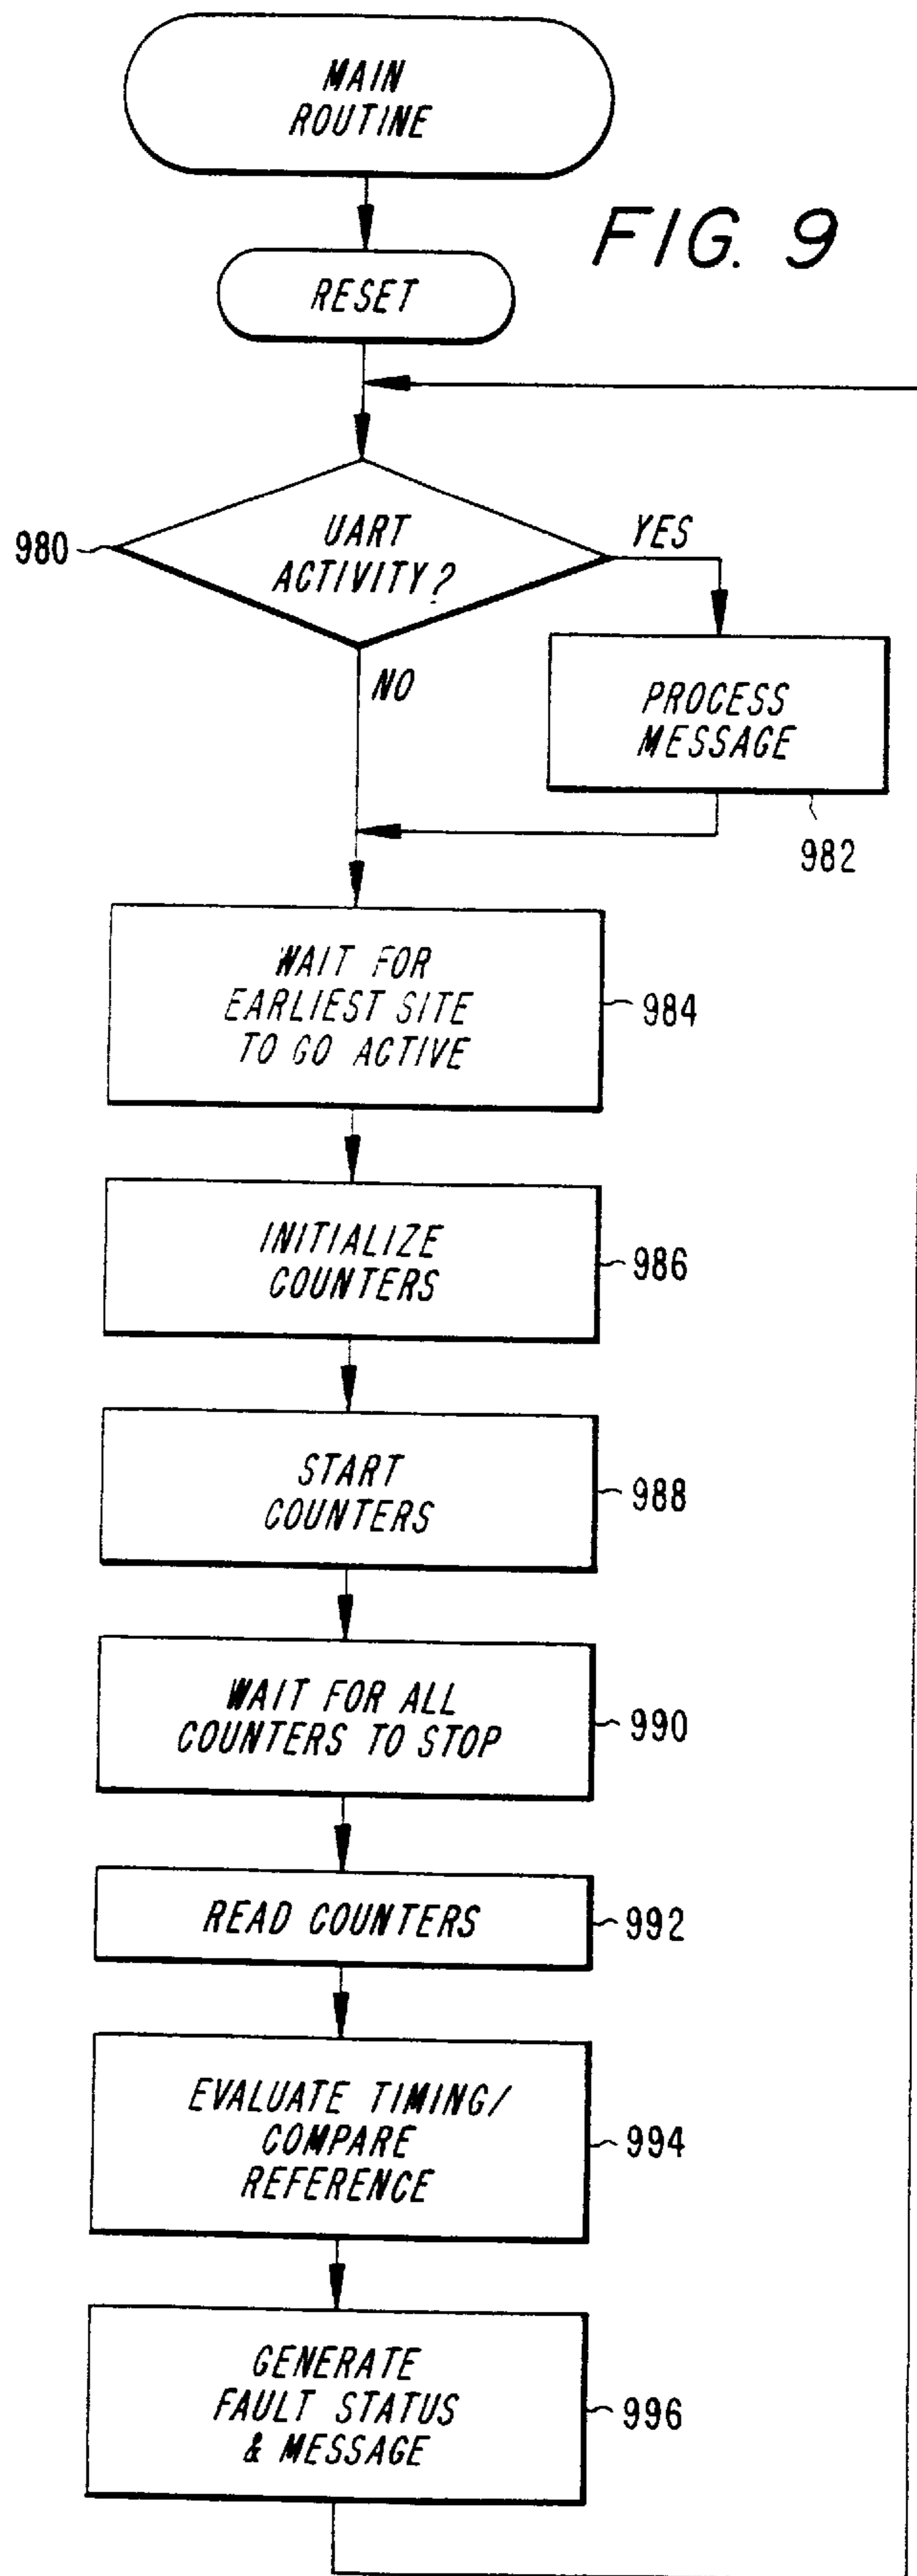 MAIN
ROUTINE
FIG. 9
RESET
980
UART
ACTIVITY?
YES
NO
PROCESS
MESSAGE
982
WAIT FOR
EARLIEST SITE
TO GO ACTIVE
984
INITIALIZE
COUNTERS
986
START
COUNTERS
988
WAIT FOR ALL
COUNTERS TO STOP
990
READ COUNTERS
992
EVALUATE TIMING/
COMPARE
REFERENCE
994
GENERATE
FAULT STATUS
& MESSAGE
996